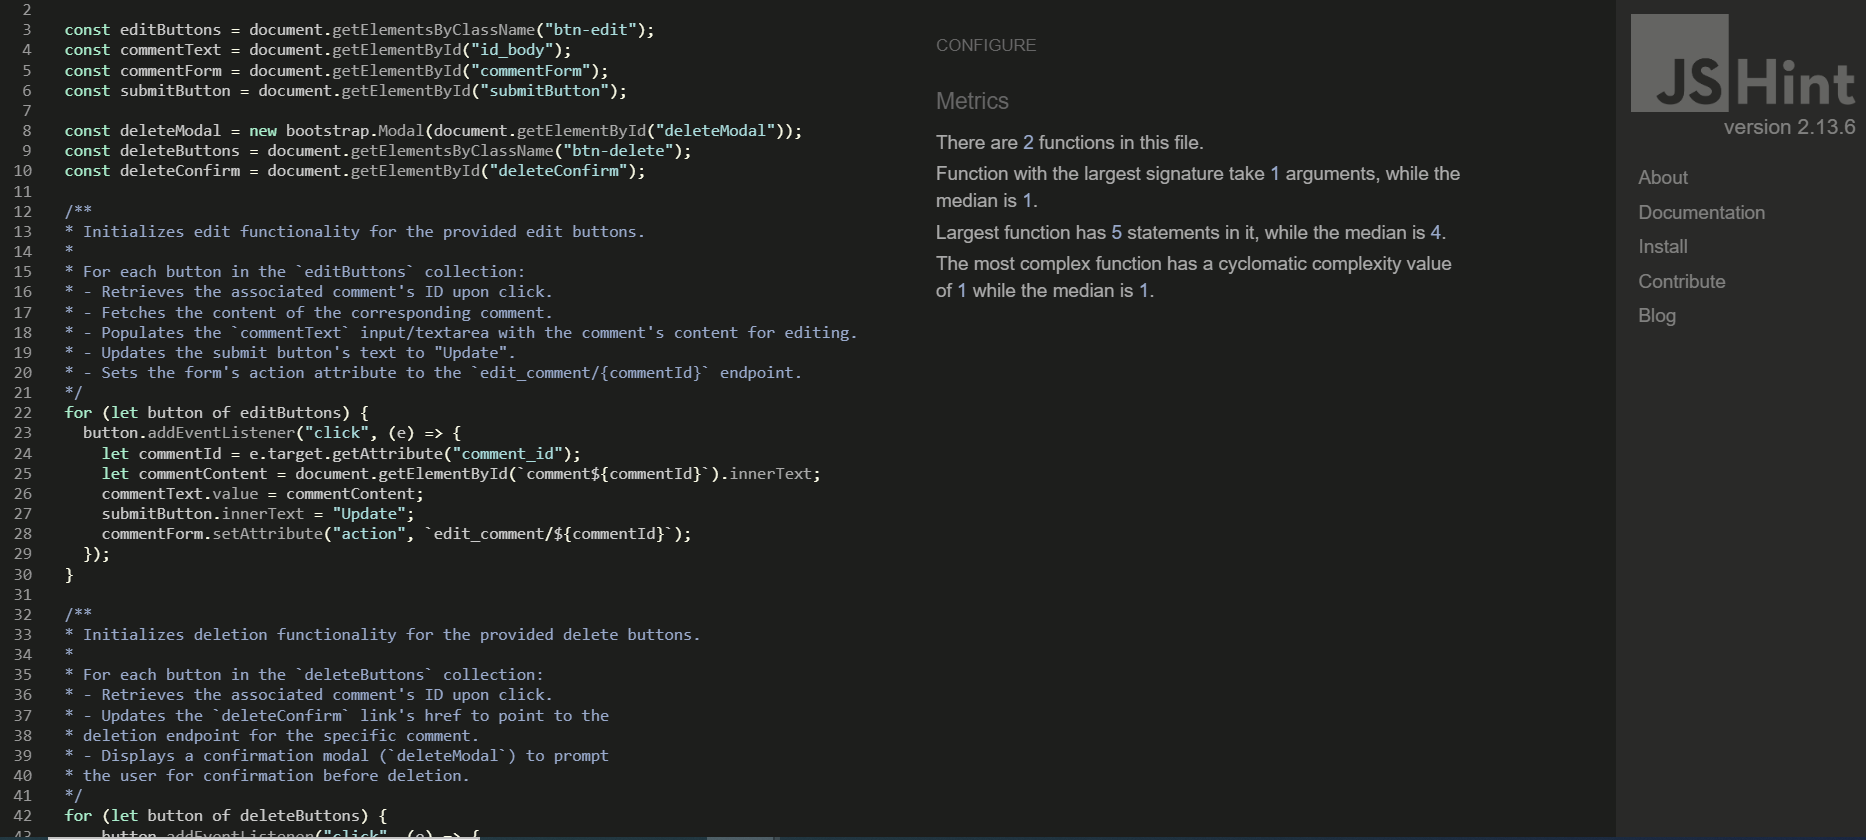 2
3 const editButtons = document.getElementsByClassName("btn-edit");
4 const commentText = document.getElementById("id_body");
5 const commentForm = document.getElementById("commentForm");
6 const submitButton = document.getElementById("submitButton");
7
8 const deleteModal = new bootstrap.Modal(document.getElementById("deleteModal"));
9 const deleteButtons = document.getElementsByClassName("btn-delete");
10 const deleteConfirm = document.getElementById("deleteConfirm");
11
12 /**
13 * Initializes edit functionality for the provided edit buttons.
14 *
15 * For each button in the `editButtons` collection:
16 * - Retrieves the associated comment's ID upon click.
17 * - Fetches the content of the corresponding comment.
18 * - Populates the `commentText` input/textarea with the comment's content for editing.
19 * - Updates the submit button's text to "Update".
20 * - Sets the form's action attribute to the `edit_comment/{commentId}` endpoint.
21 */
22 for (let button of editButtons) {
23 button.addEventListener("click", (e) => {
24 let commentId = e.target.getAttribute("comment_id");
25 let commentContent = document.getElementById(`comment${commentId}`).innerText;
26 commentText.value = commentContent;
27 submitButton.innerText = "Update";
28 commentForm.setAttribute("action", `edit_comment/${commentId}`);
29 });
30 }
31
32 /**
33 * Initializes deletion functionality for the provided delete buttons.
34 *
35 * For each button in the `deleteButtons` collection:
36 * - Retrieves the associated comment's ID upon click.
37 * - Updates the `deleteConfirm` link's href to point to the
38 * deletion endpoint for the specific comment.
39 * - Displays a confirmation modal (`deleteModal`) to prompt
40 * the user for confirmation before deletion.
41 */
42 for (let button of deleteButtons) {
43 button.addEventListener("click", (e) => {
CONFIGURE
Metrics
There are 2 functions in this file.
Function with the largest signature take 1 arguments, while the
median is 1.
Largest function has 5 statements in it, while the median is 4.
The most complex function has a cyclomatic complexity value
of 1 while the median is 1.
JSHint
version 2.13.6
About
Documentation
Install
Contribute
Blog